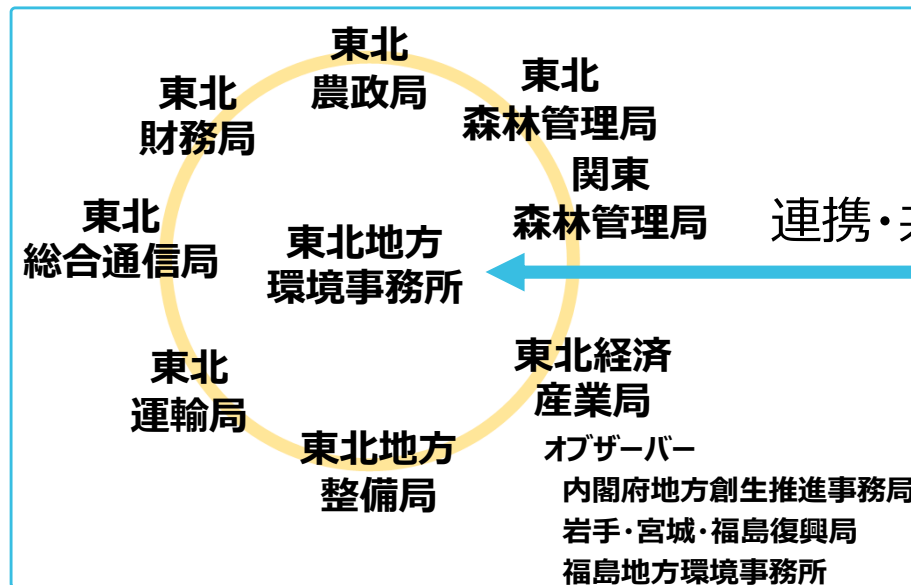 東北
農政局
東北
森林管理局
関東
森林管理局
東北
財務局
東北
総合通信局
東北地方
環境事務所
連携・
東北
運輸局
東北地方
整備局
東北経済
産業局
オブザーバー
内閣府地方創生推進事務局
岩手・宮城・福島復興局
福島地方環境事務所